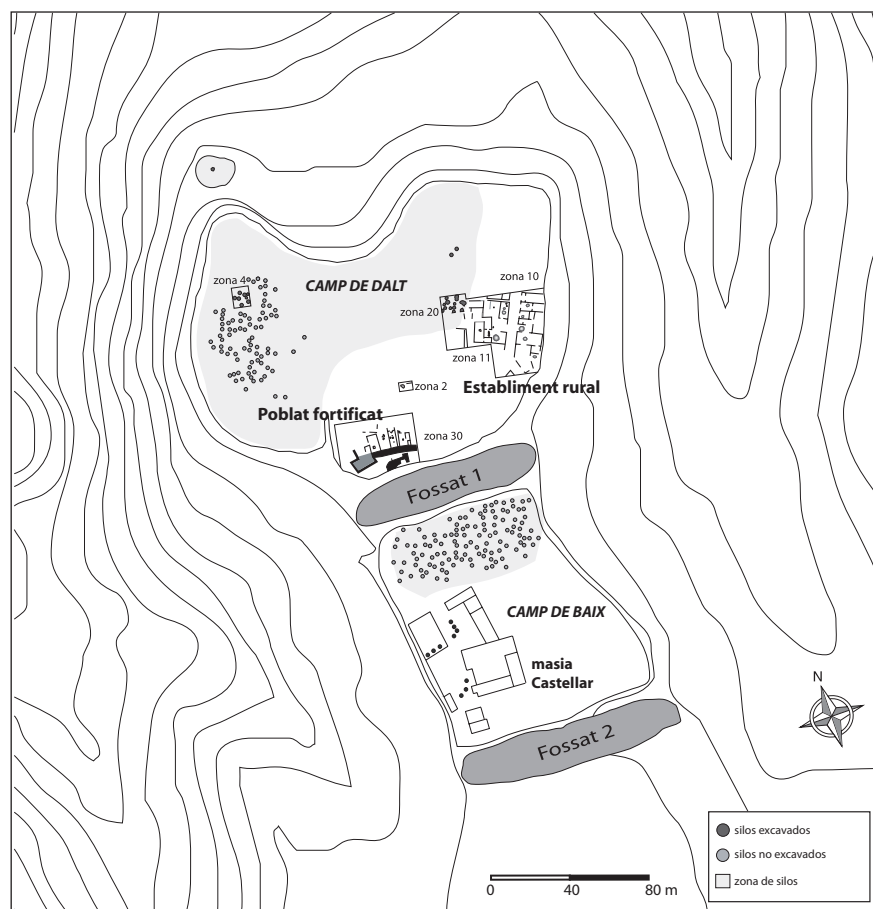 zona 4
CAMP DE DALT
zona 10
zona 20
zona 11
zona 2
Establiment rural
Poblat fortificat
zona 30
Fossat 1
CAMP DE BAIX
masia
Castellar
N
Fossat 2
silos excavados
silos no excavados
zona de silos
0 40 80 m